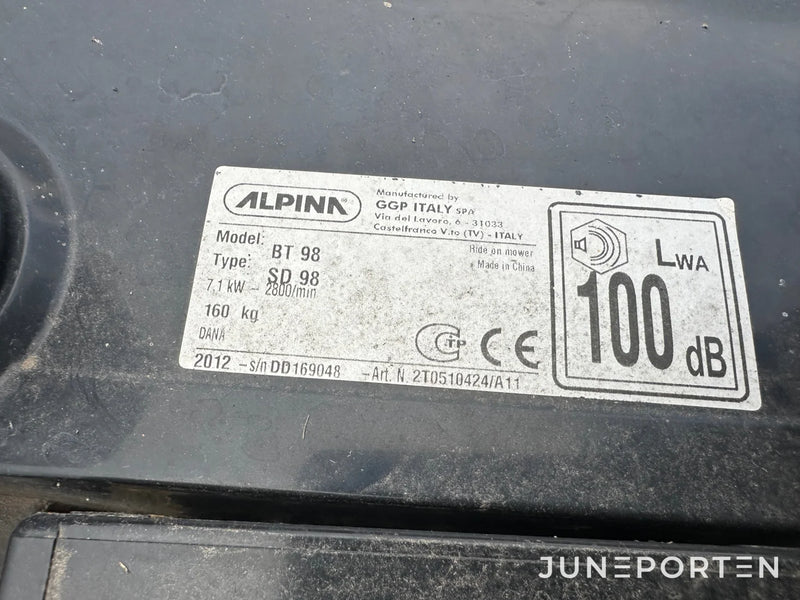 ALPINA®
Manufactured by
GGP ITALY SPA
Via del Lavoro, 6 - 31033
Castelfranco V.to (TV) - ITALY
Model: BT 98
Ride on mower
Type: SD 98
Made in China
7,1 kW - 2800/min
160 kg
DANA
CTP CE
2012 - s/n DD169048 - Art. N. 2T0510424/A11
LWA
100 dB
JUNEPORTEN